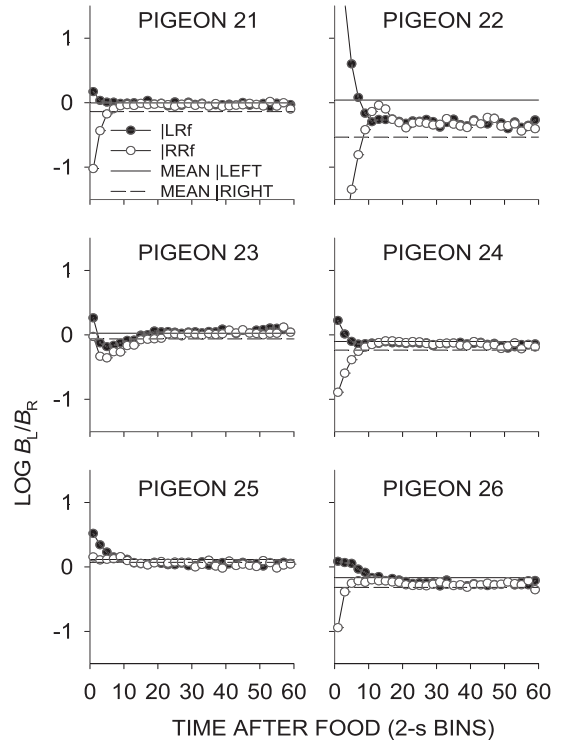 PIGEON 21
PIGEON 22
1
0
-1
|LRf
|RRf
MEAN |LEFT
MEAN |RIGHT
PIGEON 23
PIGEON 24
1
0
-1
LOG BL/BR
PIGEON 25
PIGEON 26
1
0
-1
0 10 20 30 40 50 60
0 10 20 30 40 50 60
TIME AFTER FOOD (2-s BINS)